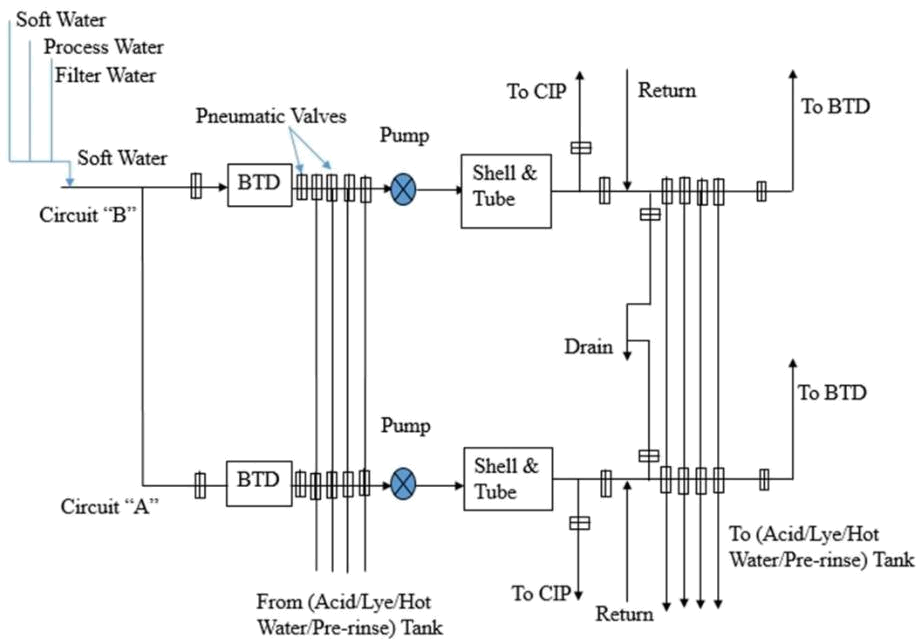 Soft Water
Process Water
Filter Water
Soft Water
Circuit “B”
BTD
Pneumatic Valves
Pump
Shell &
Tube
To CIP
Return
To BTD
Drain
Circuit “A”
BTD
Pump
Shell &
Tube
To BTD
To CIP
Return
From (Acid/Lye/Hot
Water/Pre-rinse) Tank
To (Acid/Lye/Hot
Water/Pre-rinse) Tank